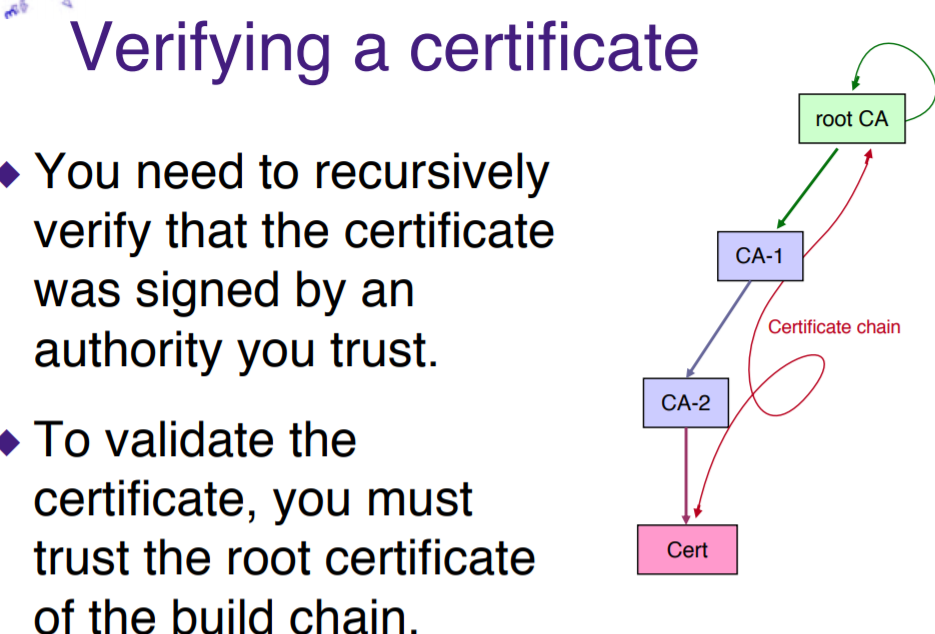 Verifying a certificate
You need to recursively
verify that the certificate
was signed by an
authority you trust.
To validate the
certificate, you must
trust the root certificate
of the build chain.
root CA
CA-1
Certificate chain
CA-2
Cert